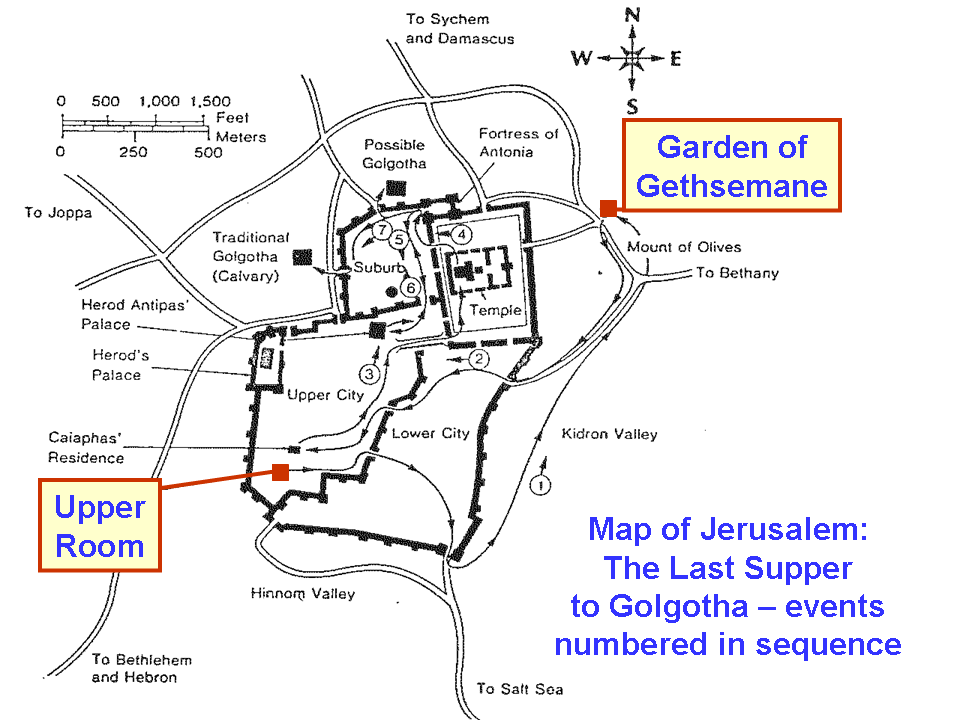 To Sychem
and Damascus
N
W
E
S
0 500 1,000 1,500
Feet
Meters
0 250 500
Possible
Golgotha
Fortress of
Antonia
Garden of
Gethsemane
To Joppa
Traditional
Golgotha
(Calvary)
7
5
4
Suburb
6
Temple
Mount of Olives
To Bethany
Herod Antipas'
Palace
Herod's
Palace
3
2
Upper City
Lower City
Kidron Valley
Caiaphas'
Residence
1
Upper
Room
Hinnom Valley
Map of Jerusalem:
The Last Supper
to Golgotha – events
numbered in sequence
To Bethlehem
and Hebron
To Salt Sea